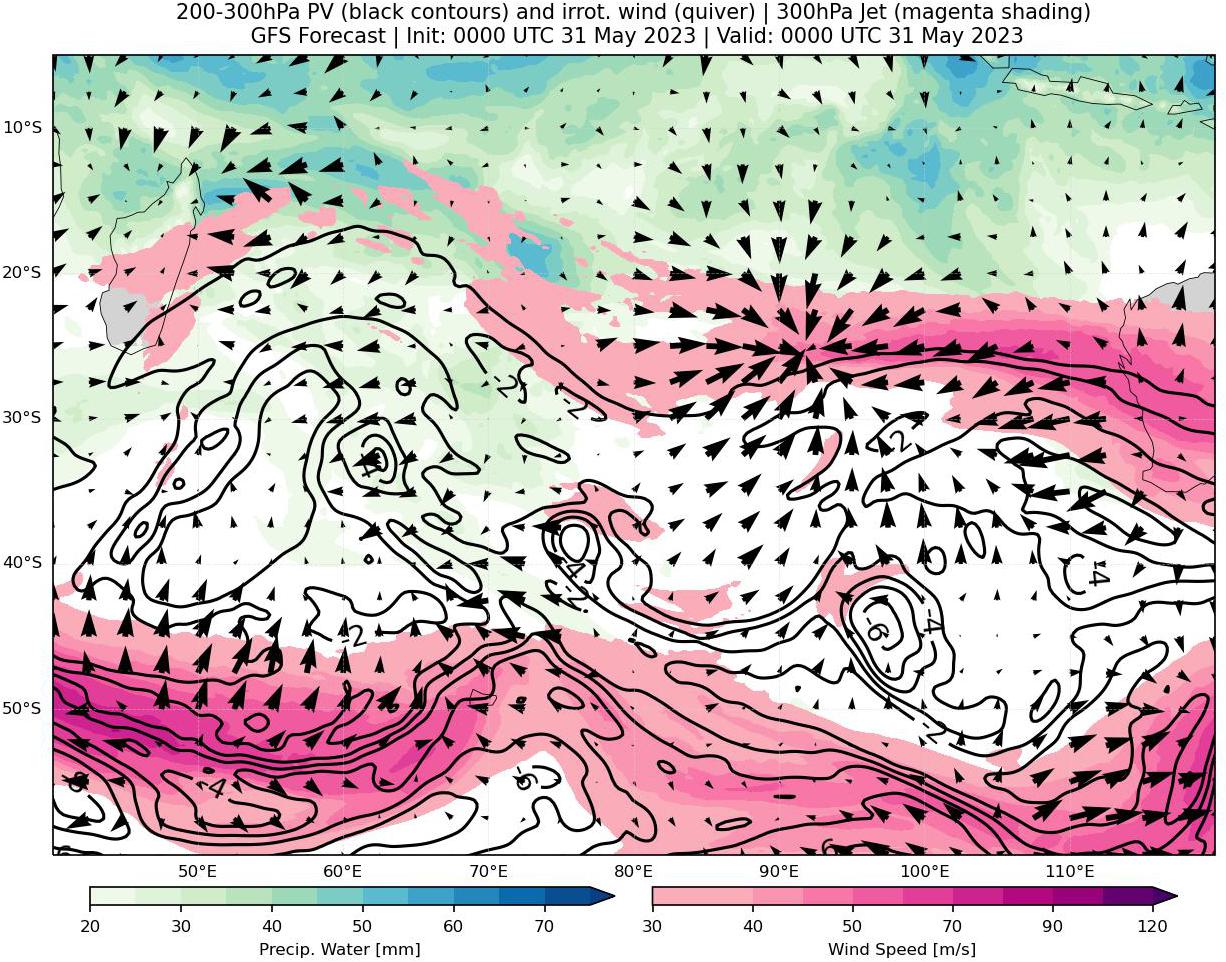 200-300hPa PV (black contours) and irrot. wind (quiver) | 300hPa Jet (magenta shading)
GFS Forecast | Init: 0000 UTC 31 May 2023 | Valid: 0000 UTC 31 May 2023
10°S
20°S
30°S
40°S
50°S
-2
-2
-2
-4
-4
-2
-4
-6
-2
-2
-4
-6
50°E
60°E
70°E
80°E
90°E
100°E
110°E
20
30
40
50
60
70
Precip. Water [mm]
30
40
50
70
90
120
Wind Speed [m/s]